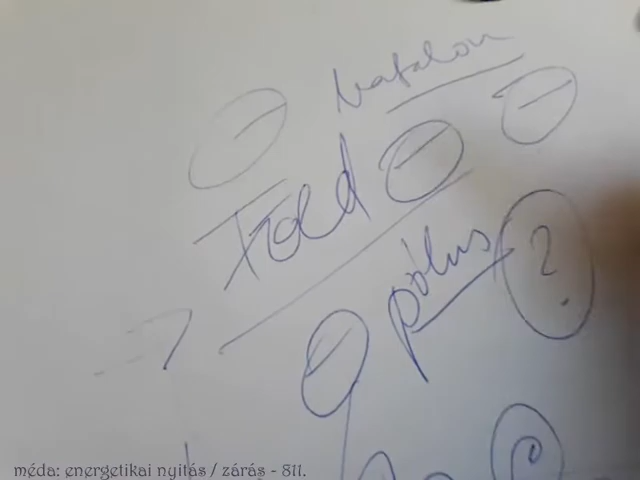 hatalom
Föld
pólus ?
méda: energetikai nyitás / zárás - 811.